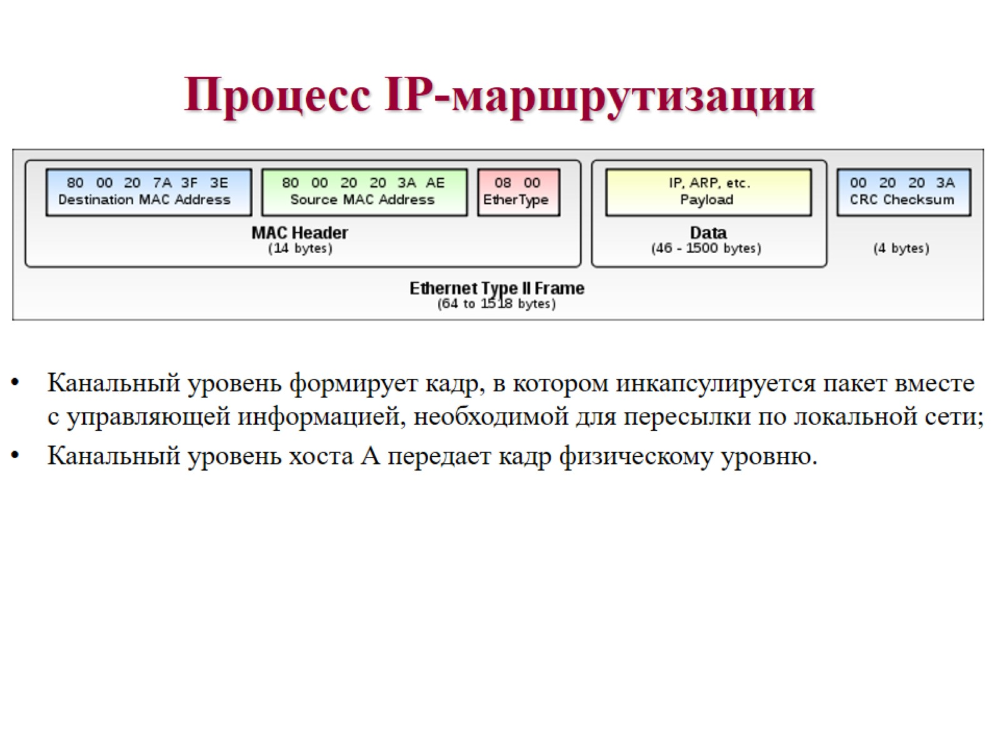 Процесс IP-маршрутизации
80 00 20 7A 3F 3E
Destination MAC Address
80 00 20 20 3A AE
Source MAC Address
08 00
EtherType
MAC Header
(14 bytes)
IP, ARP, etc.
Payload
Data
(46 - 1500 bytes)
00 20 20 3A
CRC Checksum
(4 bytes)
Ethernet Type II Frame
(64 to 1518 bytes)
• Канальный уровень формирует кадр, в котором инкапсулируется пакет вместе
с управляющей информацией, необходимой для пересылки по локальной сети;
• Канальный уровень хоста А передает кадр физическому уровню.